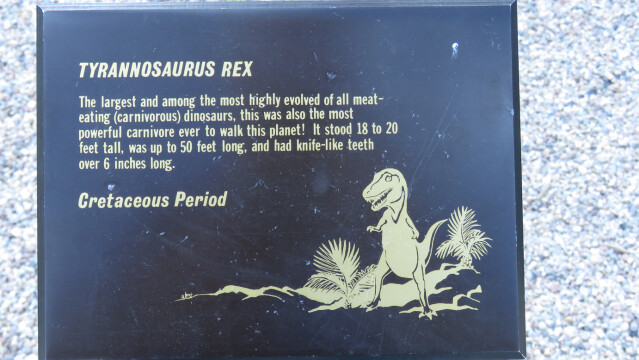 TYRANNOSAURUS REX
The largest and among the most highly evolved of all meat-
eating (carnivorous) dinosaurs, this was also the most
powerful carnivore ever to walk this planet! It stood 18 to 20
feet tall, was up to 50 feet long, and had knife-like teeth
over 6 inches long.
Cretaceous Period